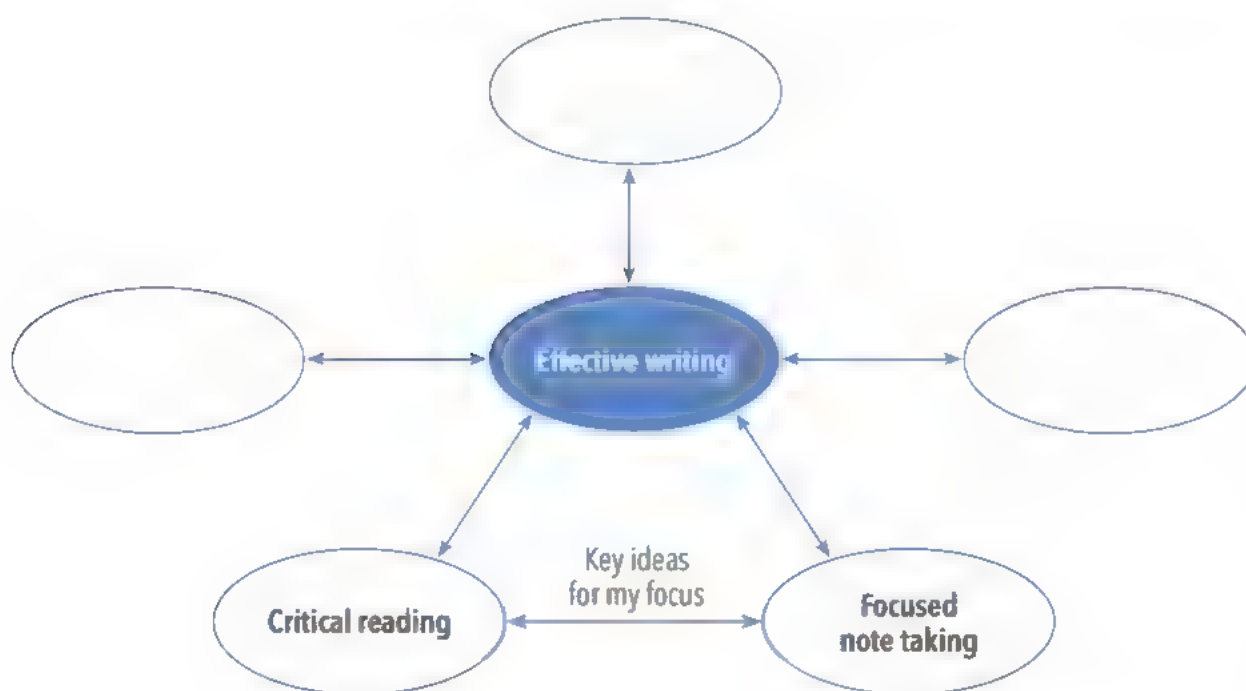 Effective writing
Key ideas
for my focus
Critical reading
Focused
note taking